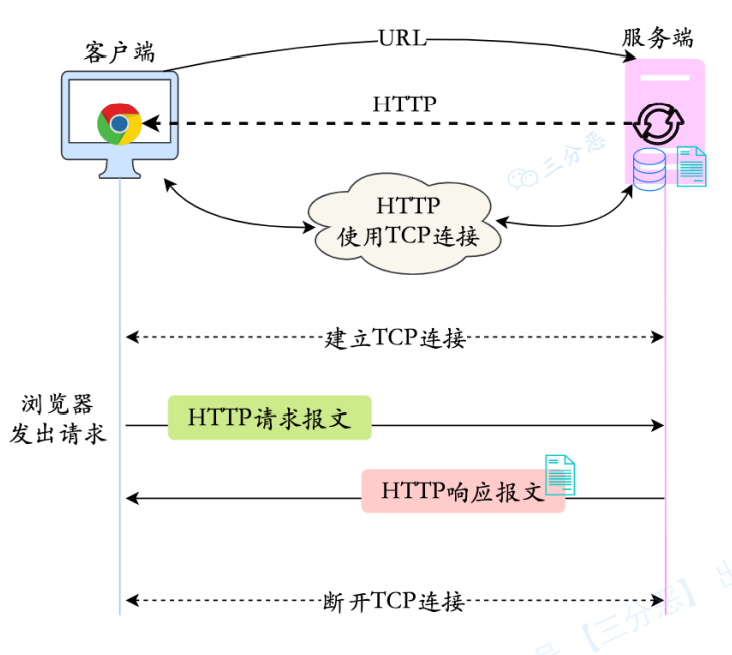 客户端
URL
服务端
HTTP
三分恶
HTTP
使用TCP连接
建立TCP连接
浏览器
发出请求
HTTP请求报文
HTTP响应报文
断开TCP连接
号【三分恶】出